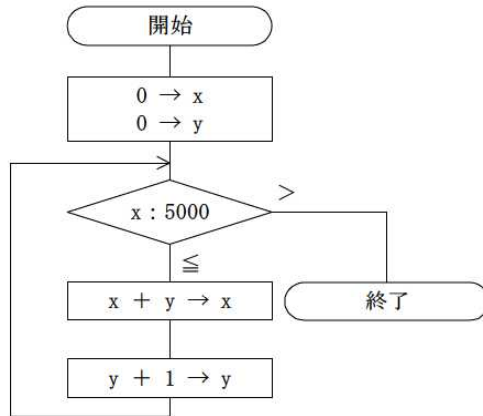 開始
0 → x
0 → y
x : 5000
>
≦
x + y → x
終了
y + 1 → y